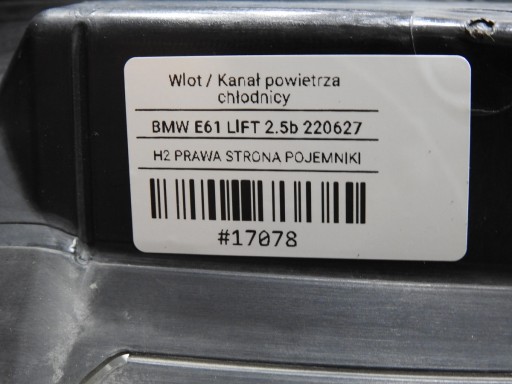 Wlot / Kanał powietrza
chłodnicy
BMW E61 LIFT 2.5b 220627
H2 PRAWA STRONA POJEMNIKI
#17078